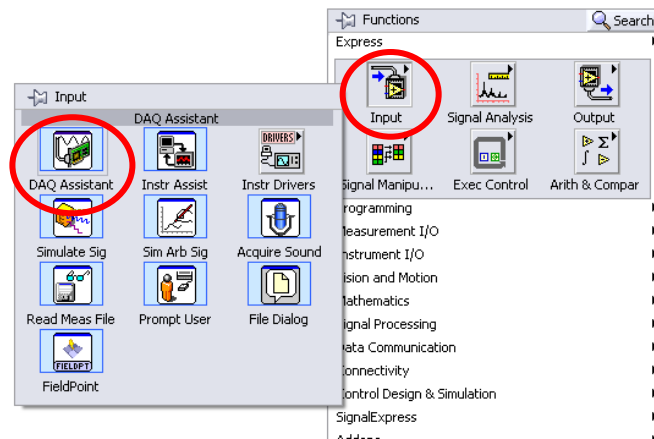 Functions
Search
Express
Input
Signal Analysis
Output
Signal Manipu...
Exec Control
Arith & Compar
Programming
Measurement I/O
Instrument I/O
Vision and Motion
Mathematics
Signal Processing
Data Communication
Connectivity
Control Design & Simulation
SignalExpress
Addons
Input
DAQ Assistant
DRIVERS
DAQ Assistant
Instr Assist
Instr Drivers
Simulate Sig
Sim Arb Sig
Acquire Sound
Read Meas File
Prompt User
File Dialog
FIELDPT
FieldPoint